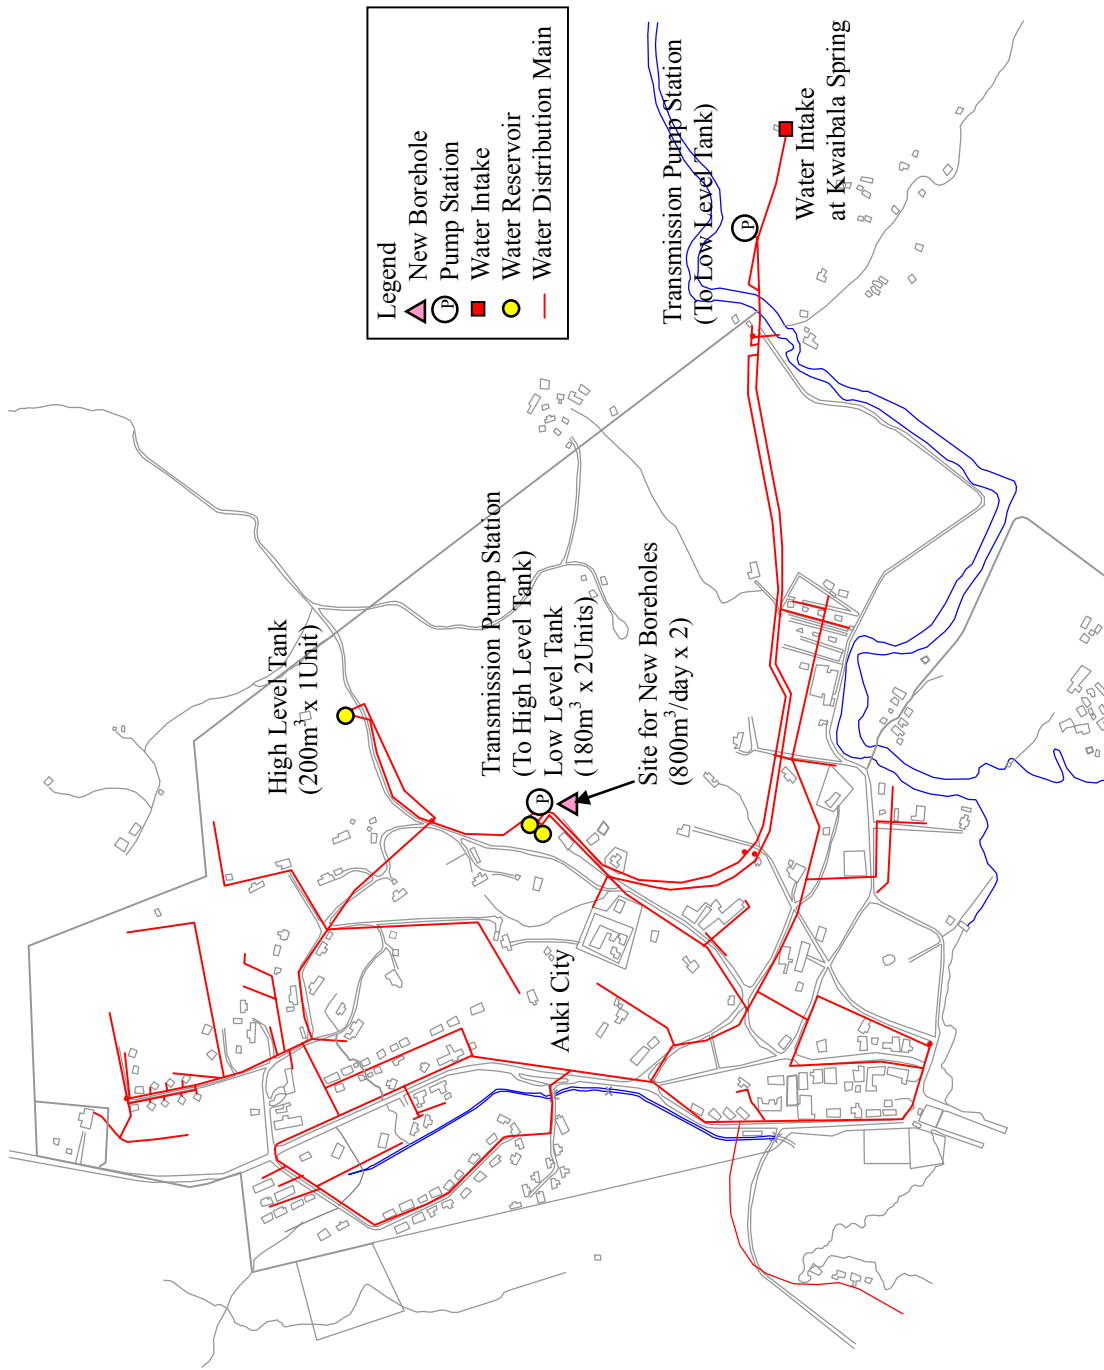 Legend
New Borehole
P
Pump Station
Water Intake
Water Reservoir
Water Distribution Main
Transmission Pump Station
(To Low Level Tank)
P
Water Intake
at Kwaibala Spring
High Level Tank
(200m³ x 1Unit)
Transmission Pump Station
(To High Level Tank)
Low Level Tank
(180m³ x 2Units)
P
Site for New Boreholes
(800m³/day x 2)
Auki City